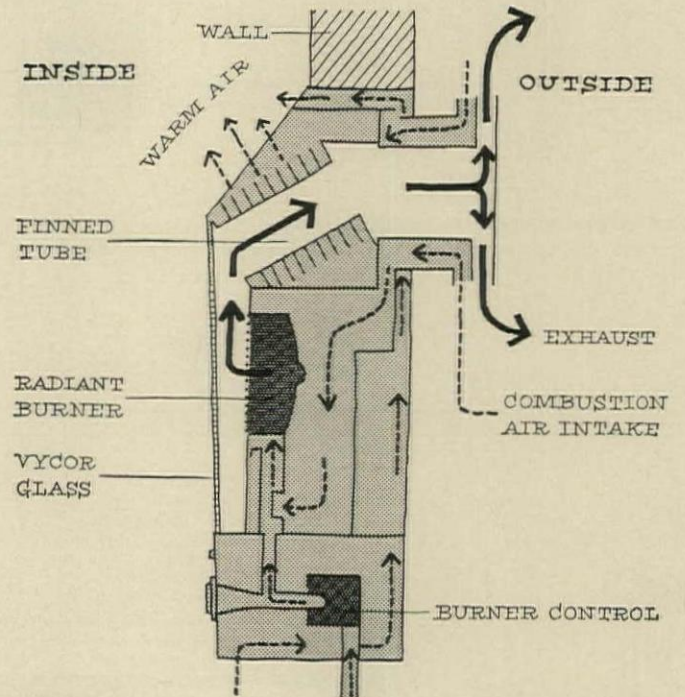 WALL
INSIDE
OUTSIDE
WARM AIR
FINNED
TUBE
EXHAUST
RADIANT
BURNER
COMBUSTION
AIR INTAKE
VYCOR
GLASS
BURNER CONTROL